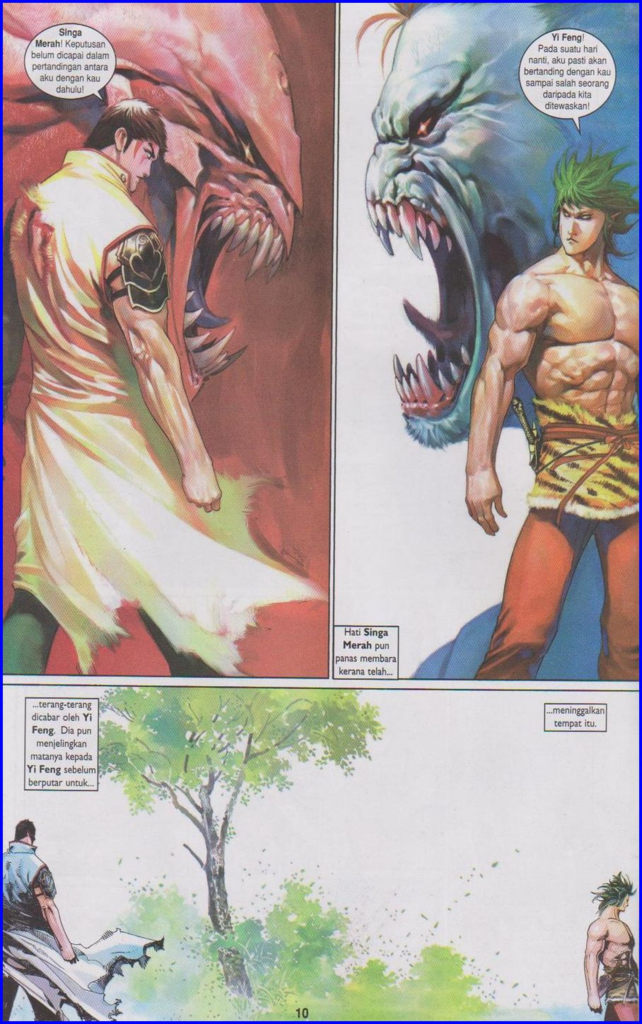 Singa
Merah! Keputusan
belum dicapai dalam
pertandingan antara
aku dengan kau
dahulu!
Yi Feng!
Pada suatu hari
nanti, aku pasti akan
bertanding dengan kau
sampai salah seorang
daripada kita
ditewaskan!
Hati Singa
Merah pun
panas membara
kerana telah...
...terang-terang
dicabar oleh Yi
Feng. Dia pun
menjelingkan
matanya kepada
Yi Feng sebelum
berputar untuk...
...meninggalkan
tempat itu.
10